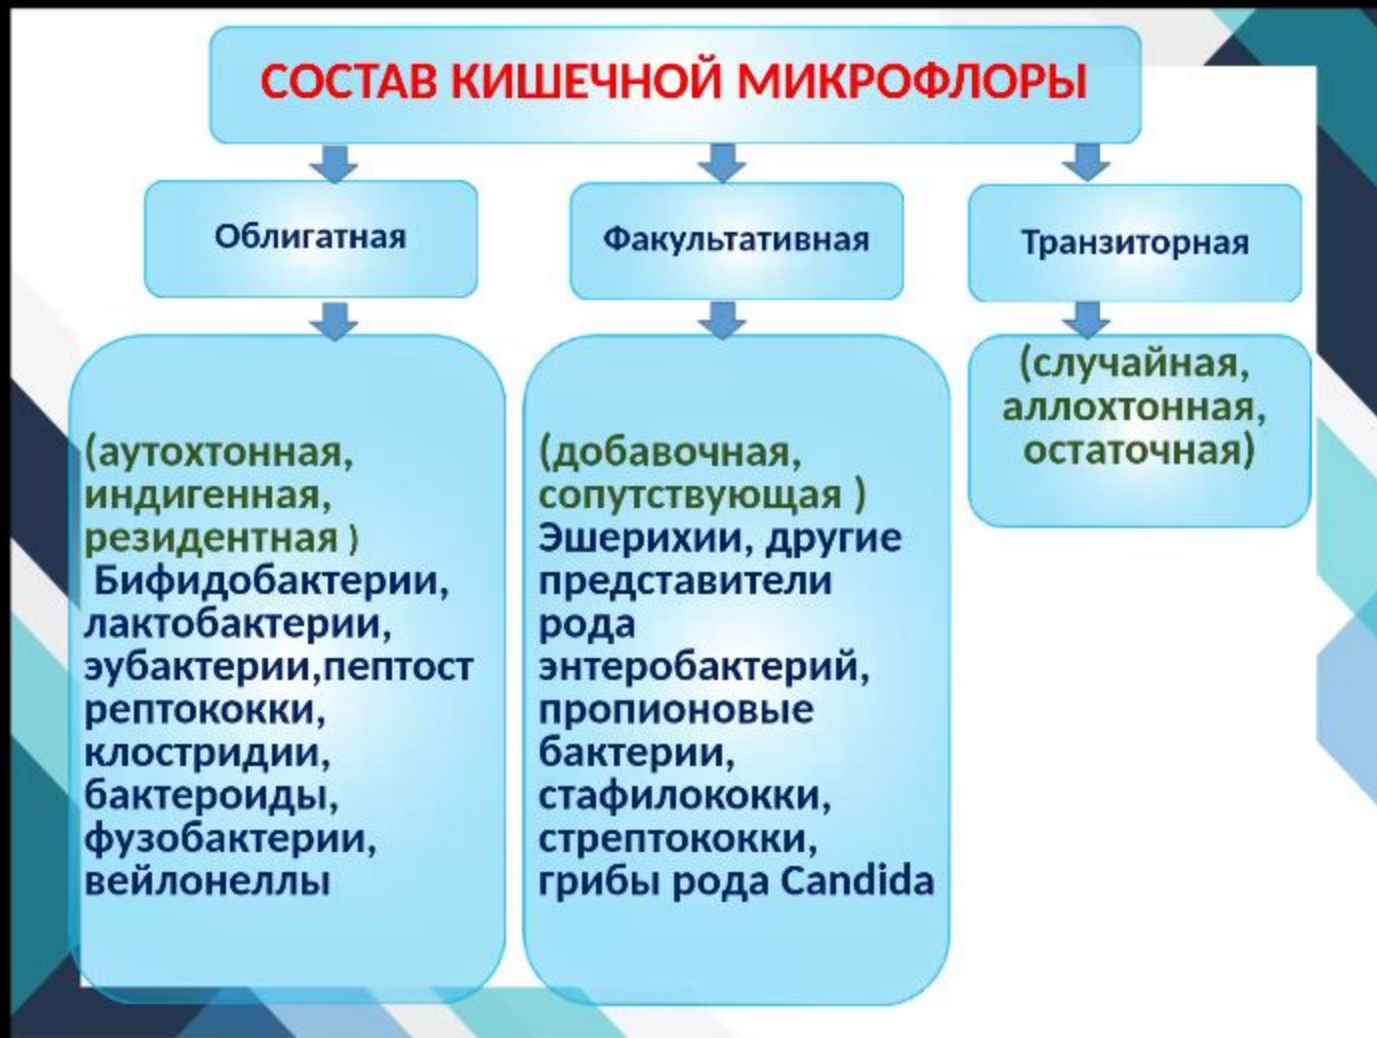 СОСТАВ КИШЕЧНОЙ МИКРОФЛОРЫ
Облигатная
Факультативная
Транзиторная
(аутохтонная,
индигенная,
резидентная )
Бифидобактерии,
лактобактерии,
эубактерии,пептост
рептококки,
клостридии,
бактероиды,
фузобактерии,
вейлонеллы
(добавочная,
сопутствующая )
Эшерихии, другие
представители
рода
энтеробактерий,
пропионовые
бактерии,
стафилококки,
стрептококки,
грибы рода Candida
(случайная,
аллохтонная,
остаточная)